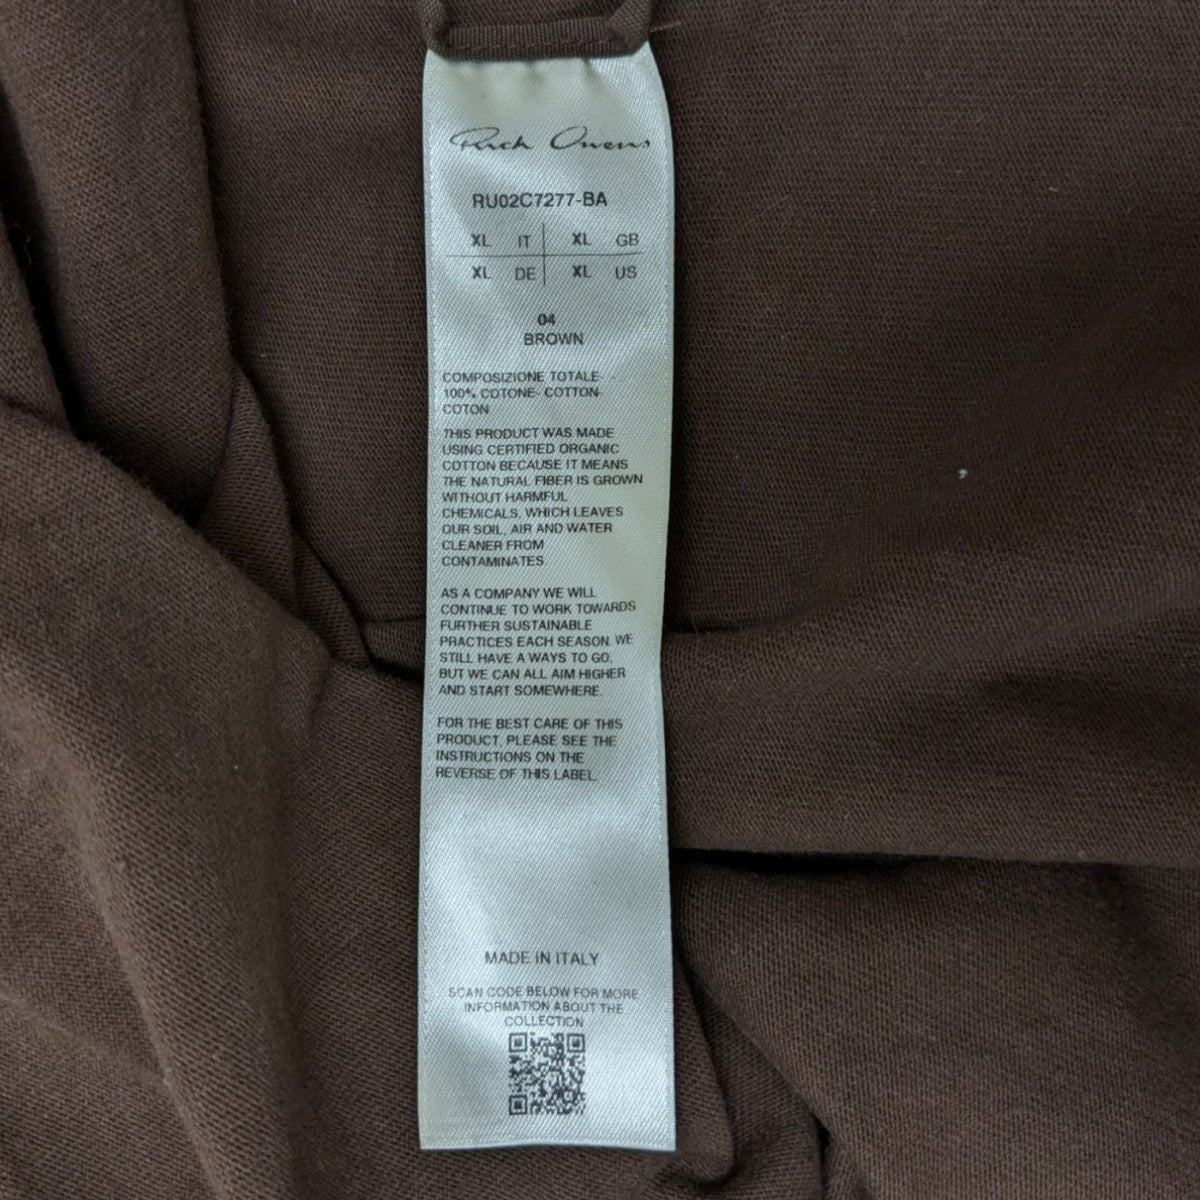 Rick Owens
RU02C7277-BA
XL IT XL GB
XL DE XL US
04
BROWN
COMPOSIZIONE TOTALE- -
100% COTONE- COTTON-
COTON
THIS PRODUCT WAS MADE
USING CERTIFIED ORGANIC
COTTON BECAUSE IT MEANS
THE NATURAL FIBER IS GROWN
WITHOUT HARMFUL
CHEMICALS, WHICH LEAVES
OUR SOIL, AIR AND WATER
CLEANER FROM
CONTAMINATES.
AS A COMPANY WE WILL
CONTINUE TO WORK TOWARDS
FURTHER SUSTAINABLE
PRACTICES EACH SEASON. WE
STILL HAVE A WAYS TO GO,
BUT WE CAN ALL AIM HIGHER
AND START SOMEWHERE.
FOR THE BEST CARE OF THIS
PRODUCT, PLEASE SEE THE
INSTRUCTIONS ON THE
REVERSE OF THIS LABEL.
MADE IN ITALY
SCAN CODE BELOW FOR MORE
INFORMATION ABOUT THE
COLLECTION